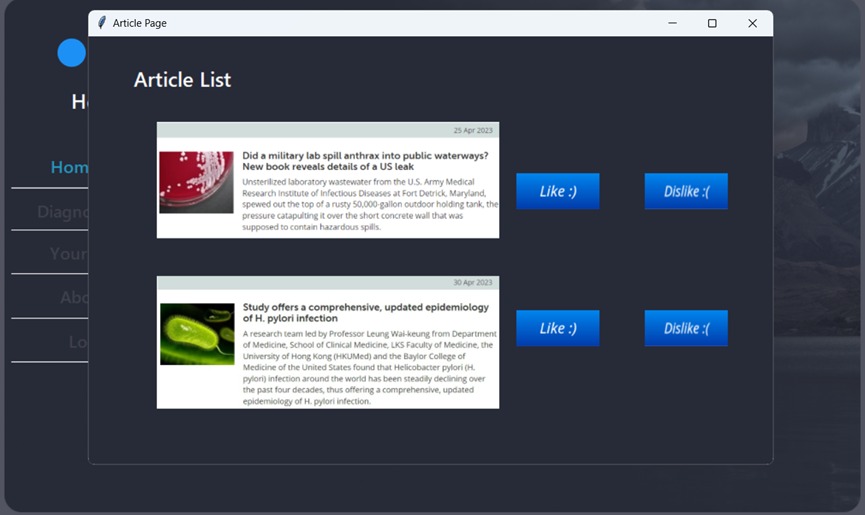 Article Page
Article List
25 Apr 2023
Did a military lab spill anthrax into public waterways?
New book reveals details of a US leak
Unsterilized laboratory wastewater from the U.S. Army Medical
Research Institute of Infectious Diseases at Fort Detrick, Maryland,
spewed out the top of a rusty 50,000-gallon outdoor holding tank, the
pressure catapulting it over the short concrete wall that was
supposed to contain hazardous spills.
Like :)
Dislike :(
30 Apr 2023
Study offers a comprehensive, updated epidemiology
of H. pylori infection
A research team led by Professor Leung Wai-keung from Department
of Medicine, School of Clinical Medicine, LKS Faculty of Medicine, the
University of Hong Kong (HKUMed) and the Baylor College of
Medicine of the United States found that Helicobacter pylori (H.
pylori) infection around the world has been steadily declining over
the past four decades, thus offering a comprehensive, updated
epidemiology of H. pylori infection.
Like :)
Dislike :(
Hom
Diagno
Your
Abo
Lo